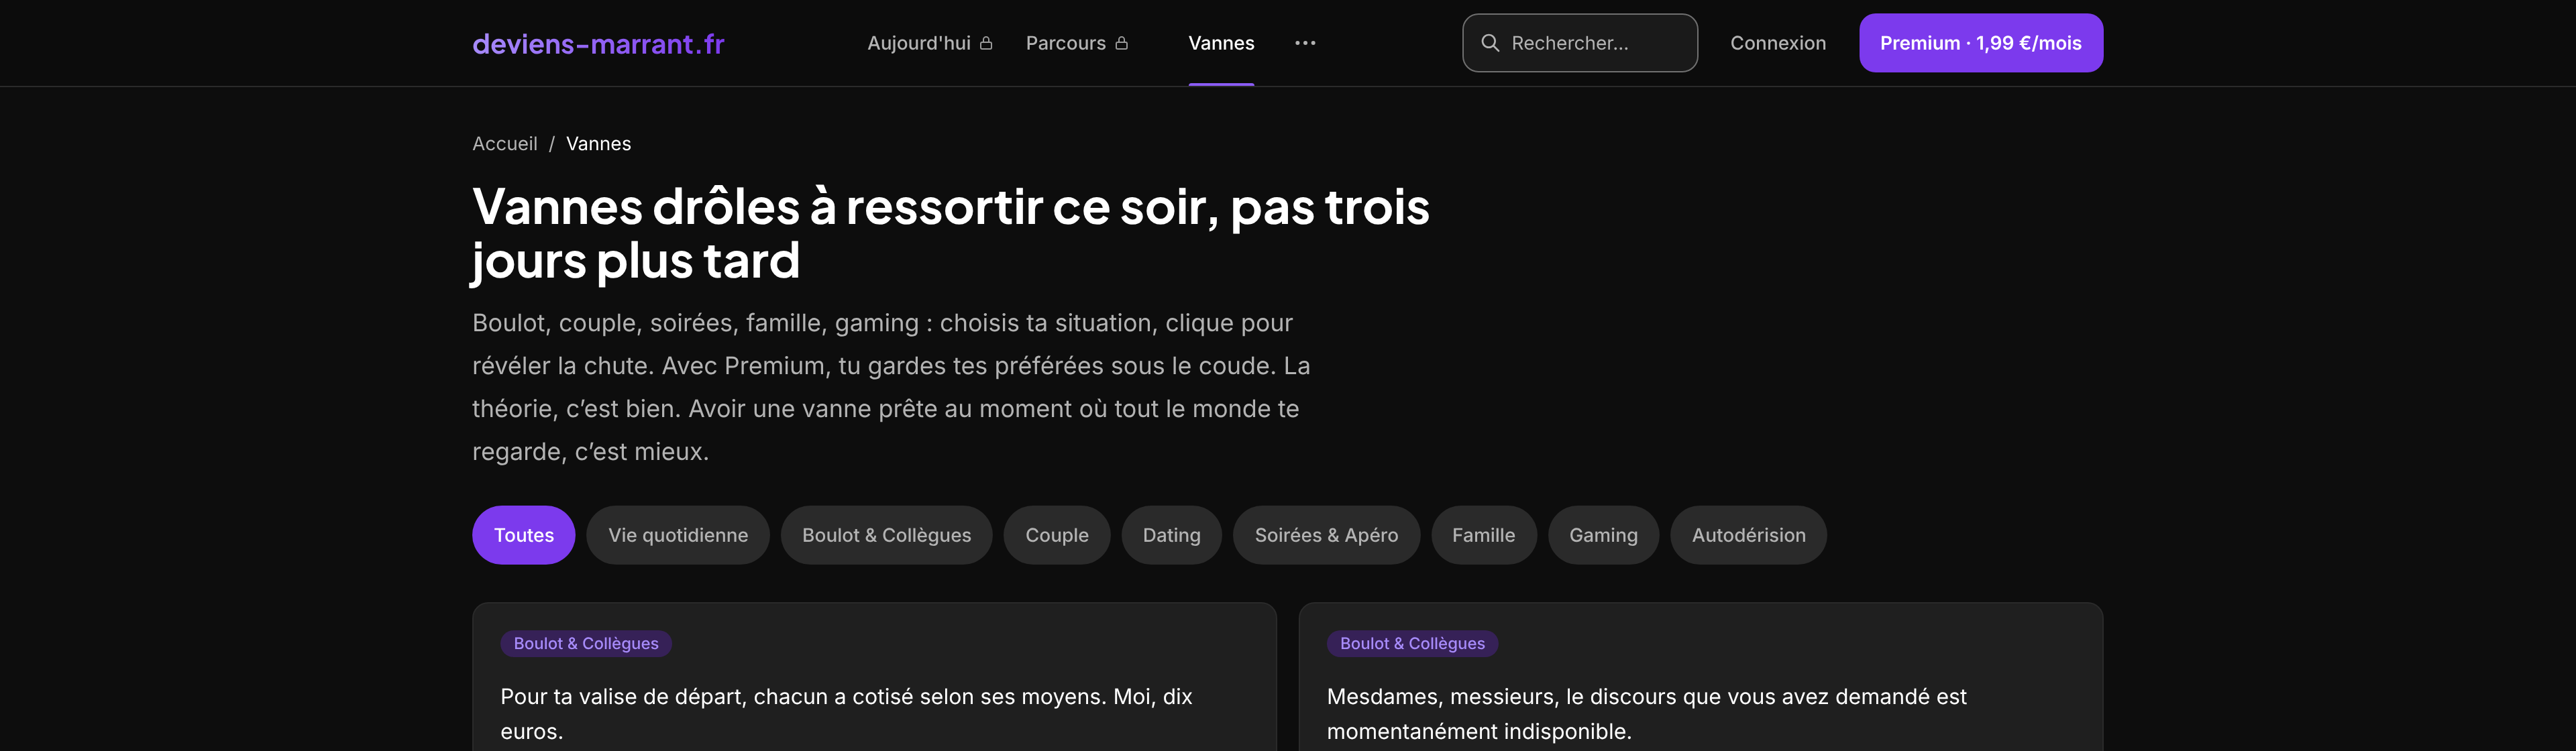 deviens-marrant.fr
Aujourd'hui
Parcours
Vannes
Rechercher...
Connexion
Premium · 1,99 €/mois
Accueil / Vannes
Vannes drôles à ressortir ce soir, pas trois
jours plus tard
Boulot, couple, soirées, famille, gaming : choisis ta situation, clique pour
révéler la chute. Avec Premium, tu gardes tes préférées sous le coude. La
théorie, c’est bien. Avoir une vanne prête au moment où tout le monde te
regarde, c’est mieux.
Toutes
Vie quotidienne
Boulot & Collègues
Couple
Dating
Soirées & Apéro
Famille
Gaming
Autodérision
Boulot & Collègues
Pour ta valise de départ, chacun a cotisé selon ses moyens. Moi, dix
euros.
Boulot & Collègues
Mesdames, messieurs, le discours que vous avez demandé est
momentanément indisponible.